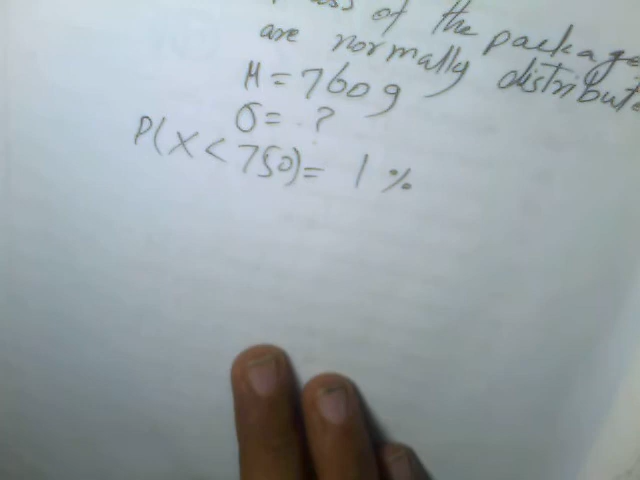 of the package
are normally distribute
μ = 760 g
σ = ?
P(X < 750) = 1 %